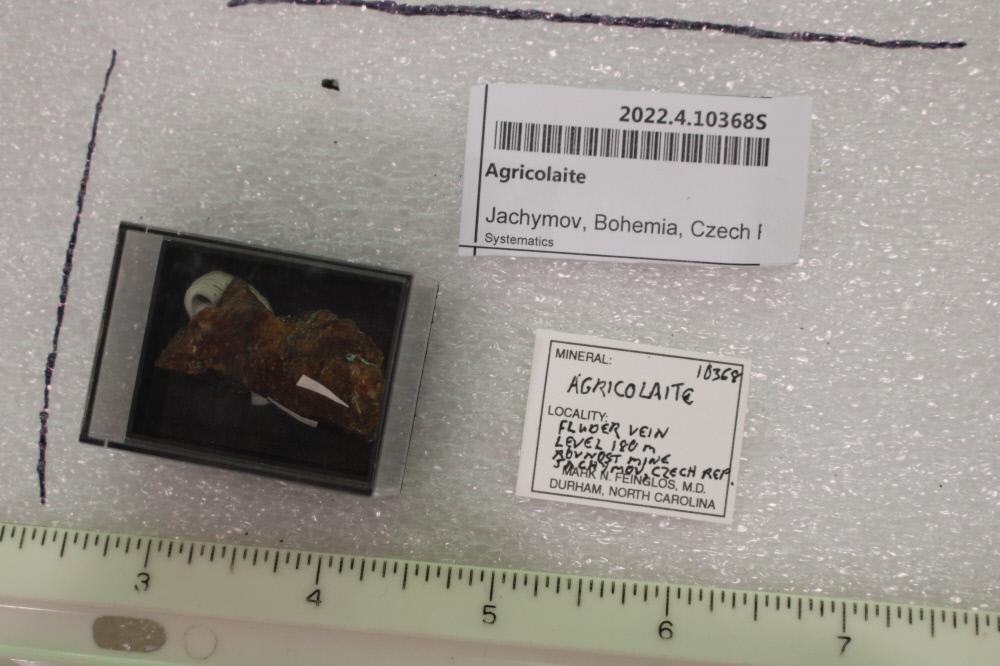 2022.4.10368S
Agricolaite
Jachymov, Bohemia, Czech
Systematics
MINERAL:
10368
AGRICOLAITE
LOCALITY:
FLUDER VEIN
LEVEL 180 m
ROVNOST MINE
JACHYMOV, CZECH REP.
MARK N. FEINGLOS, M.D.
DURHAM, NORTH CAROLINA
3 4 5 6 7